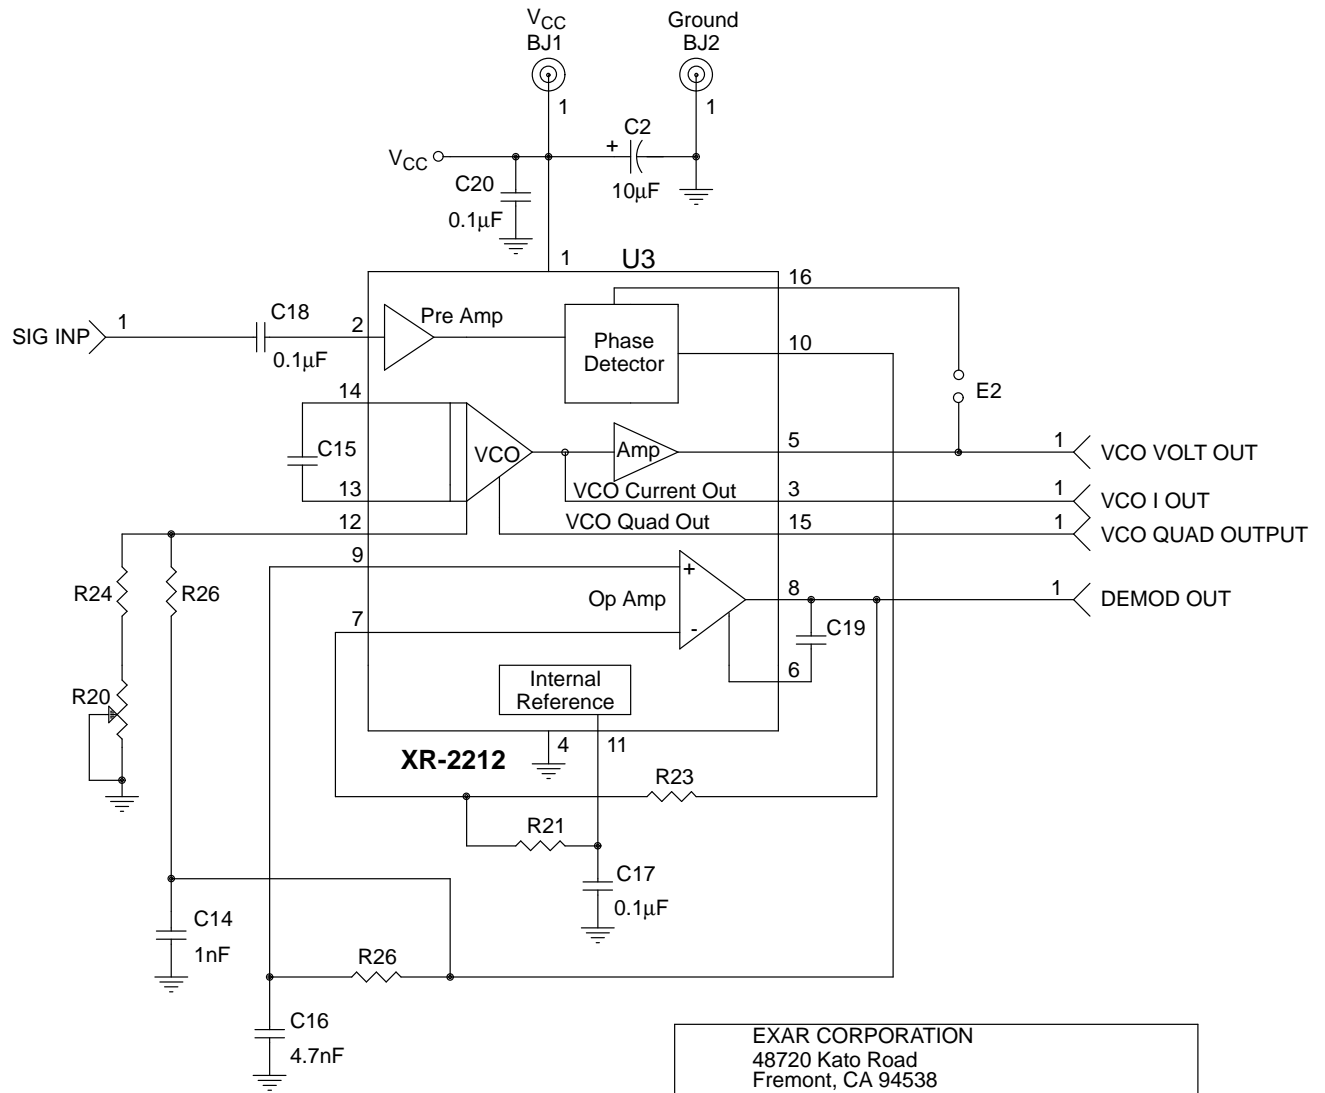 VCC
BJ1
Ground
BJ2
1
1
C2
+
VCC
10μF
C20
0.1μF
1
U3
16
C18
Pre Amp
1
2
SIG INP
0.1μF
Phase
Detector
10
14
E2
C15
VCO
Amp
5
1
VCO VOLT OUT
13
VCO Current Out
3
1
VCO I OUT
12
VCO Quad Out
15
1
VCO QUAD OUTPUT
9
R24
R26
+
Op Amp
8
1
DEMOD OUT
7
-
C19
6
Internal
Reference
R20
4
11
XR-2212
R23
R21
C17
0.1μF
C14
1nF
R26
C16
4.7nF
EXAR CORPORATION
48720 Kato Road
Fremont, CA 94538